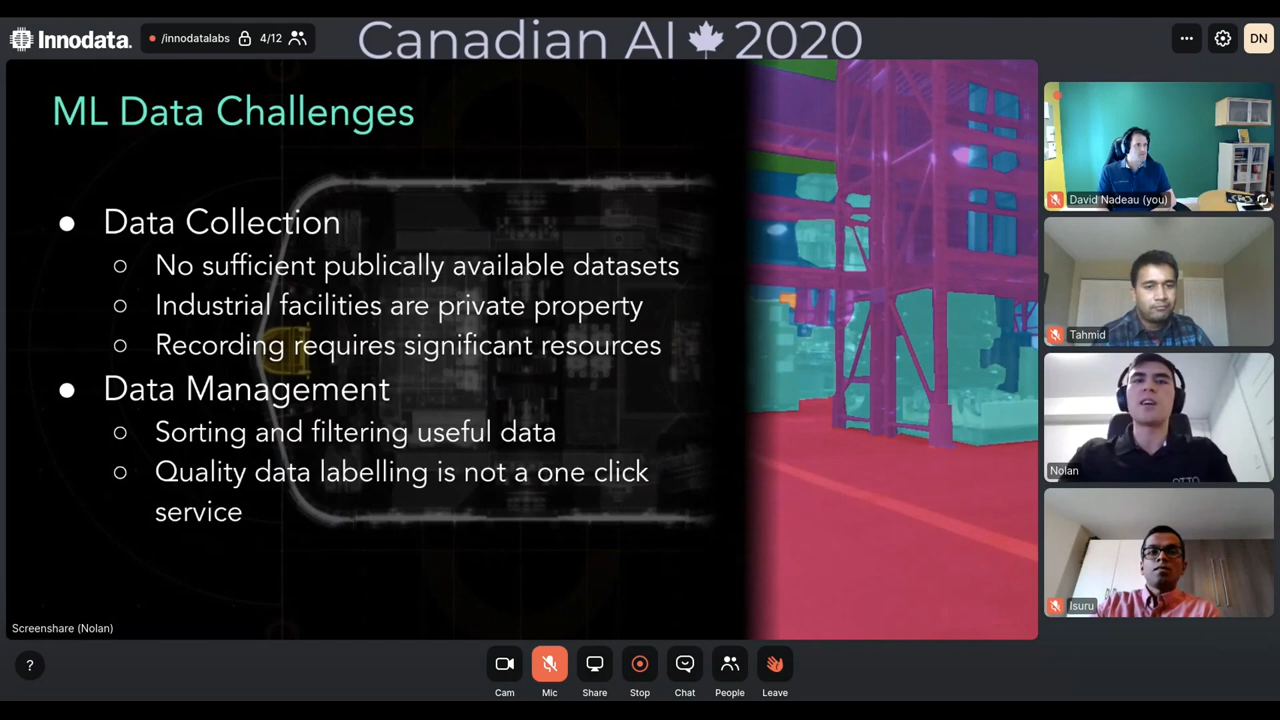 Innodata.
/innodatalabs 4/12
Canadian AI 2020
DN
ML Data Challenges
● Data Collection
○ No sufficient publically available datasets
○ Industrial facilities are private property
○ Recording requires significant resources
● Data Management
○ Sorting and filtering useful data
○ Quality data labelling is not a one click
service
Screenshare (Nolan)
David Nadeau (you)
Tahmid
Nolan
OTTO
Isuru
?
Cam
Mic
Share
Stop
Chat
People
Leave